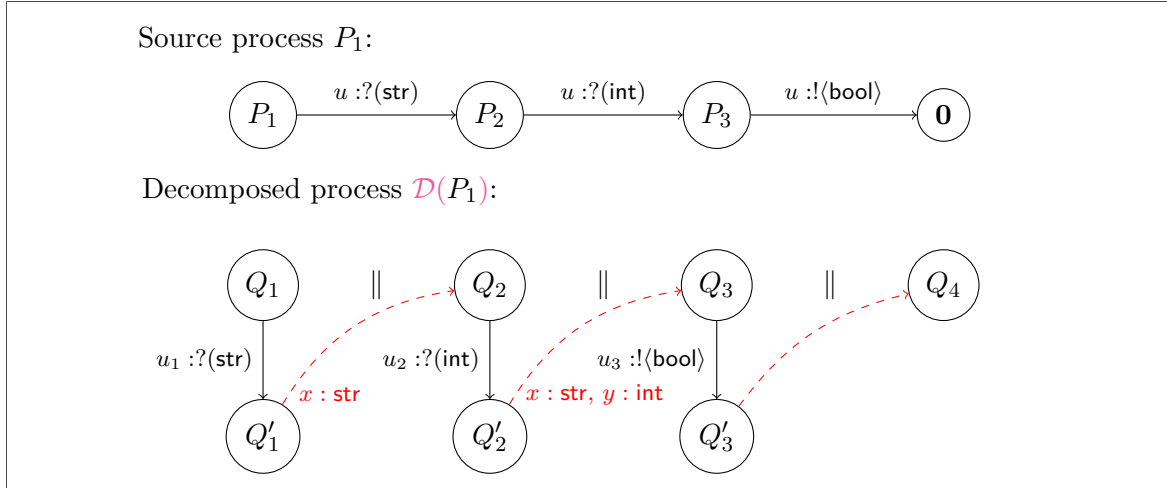 Source process P₁:
u :?(str) u :?(int) u :!⟨bool⟩
P₁ P₂ P₃ 0
Decomposed process 𝒟(P₁):
Q₁ ∥ Q₂ ∥ Q₃ ∥ Q₄
u₁ :?(str) u₂ :?(int) u₃ :!⟨bool⟩
x : str x : str, y : int
Q′₁ Q′₂ Q′₃